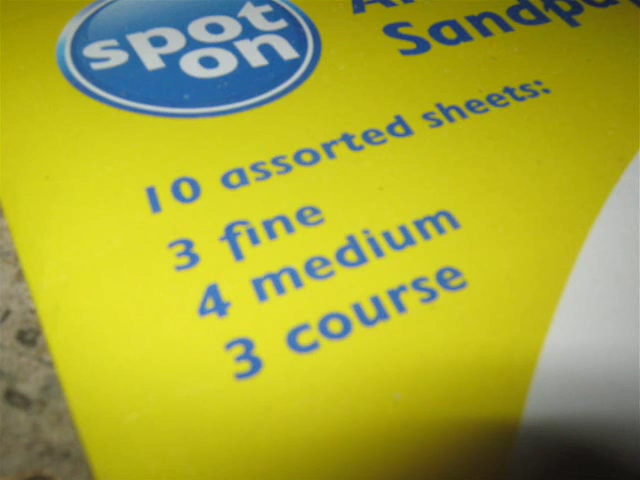 spot
on
Sandpa
10 assorted sheets:
3 fine
4 medium
3 course